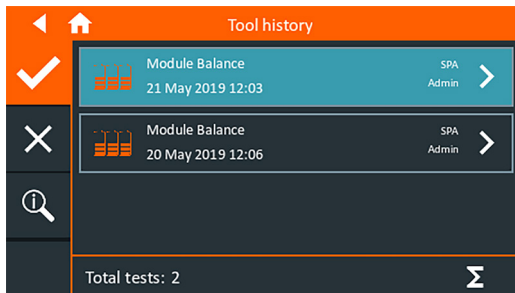 Tool history
Module Balance
SPA
21 May 2019 12:03
Admin
Module Balance
SPA
20 May 2019 12:06
Admin
Total tests: 2
Σ